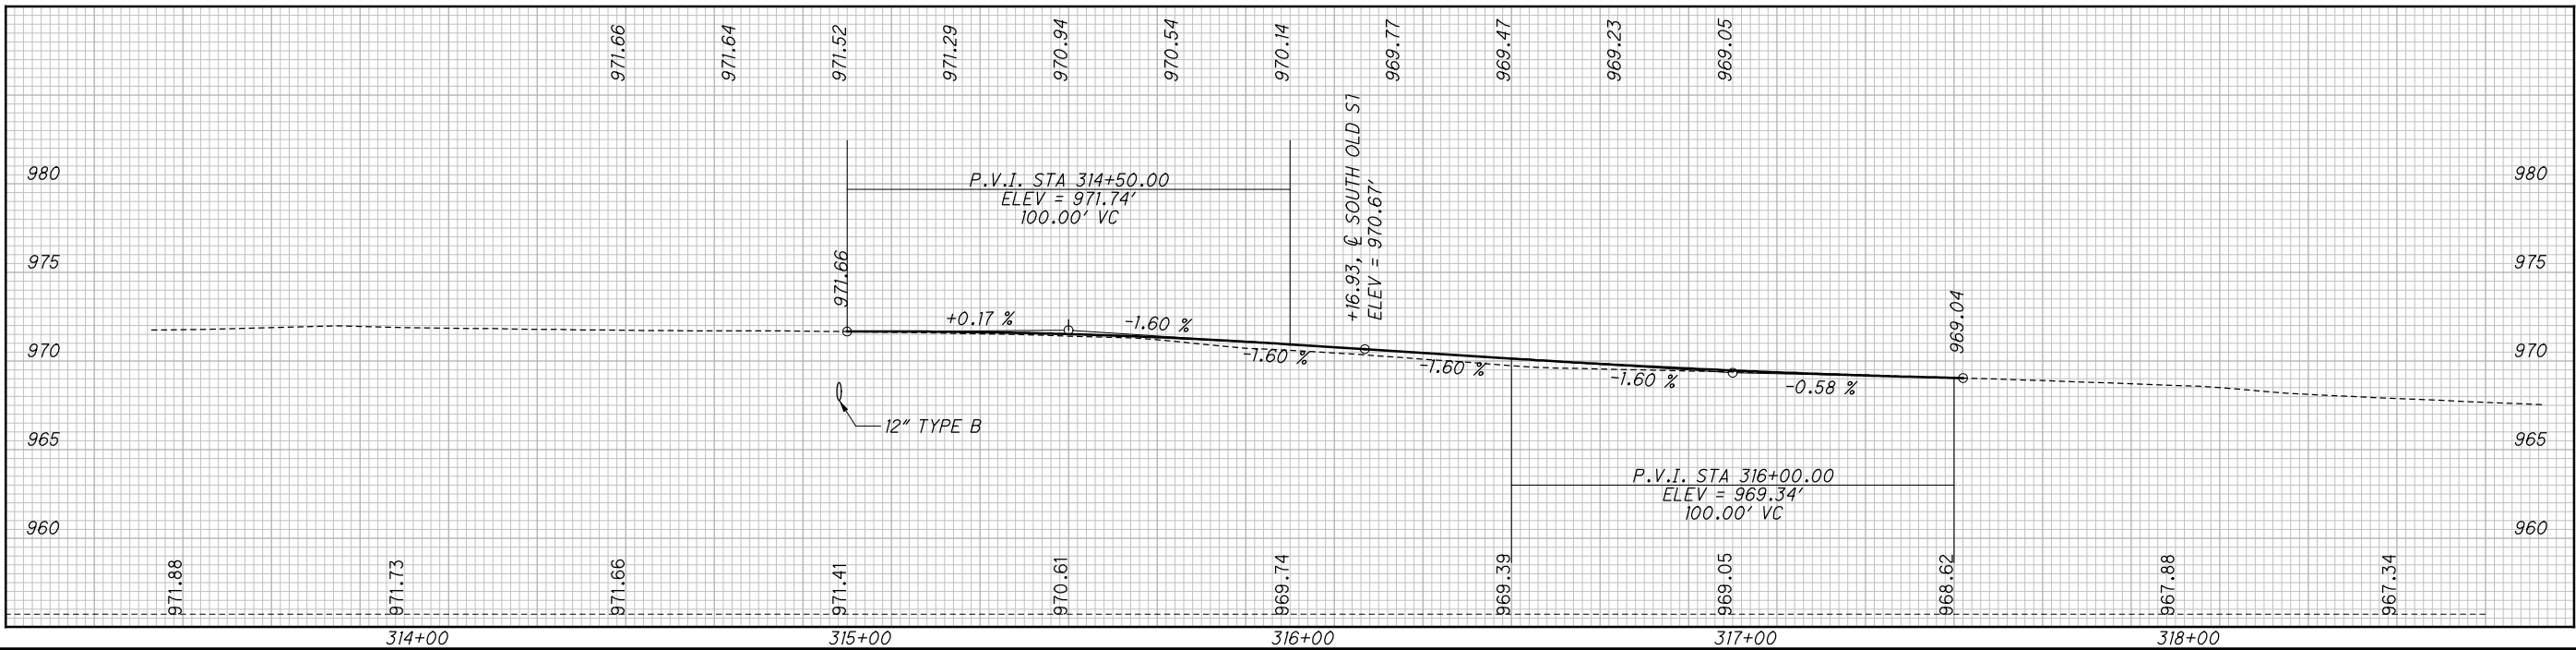 971.66 971.64 971.52 971.29 970.94 970.54 970.14 969.77 969.47 969.23 969.05
980 980
P.V.I. STA 314+50.00
ELEV = 971.74'
100.00' VC
+16.93, ℄ SOUTH OLD ST
ELEV = 970.67'
975 975
971.66
969.04
+0.17 % -1.60 %
970 -1.60 % 970
-1.60 % -1.60 % -0.58 %
12" TYPE B
965 965
P.V.I. STA 316+00.00
ELEV = 969.34'
100.00' VC
960 960
971.88 971.73 971.66 971.41 970.61 969.74 969.39 969.05 968.62 967.88 967.34
314+00 315+00 316+00 317+00 318+00